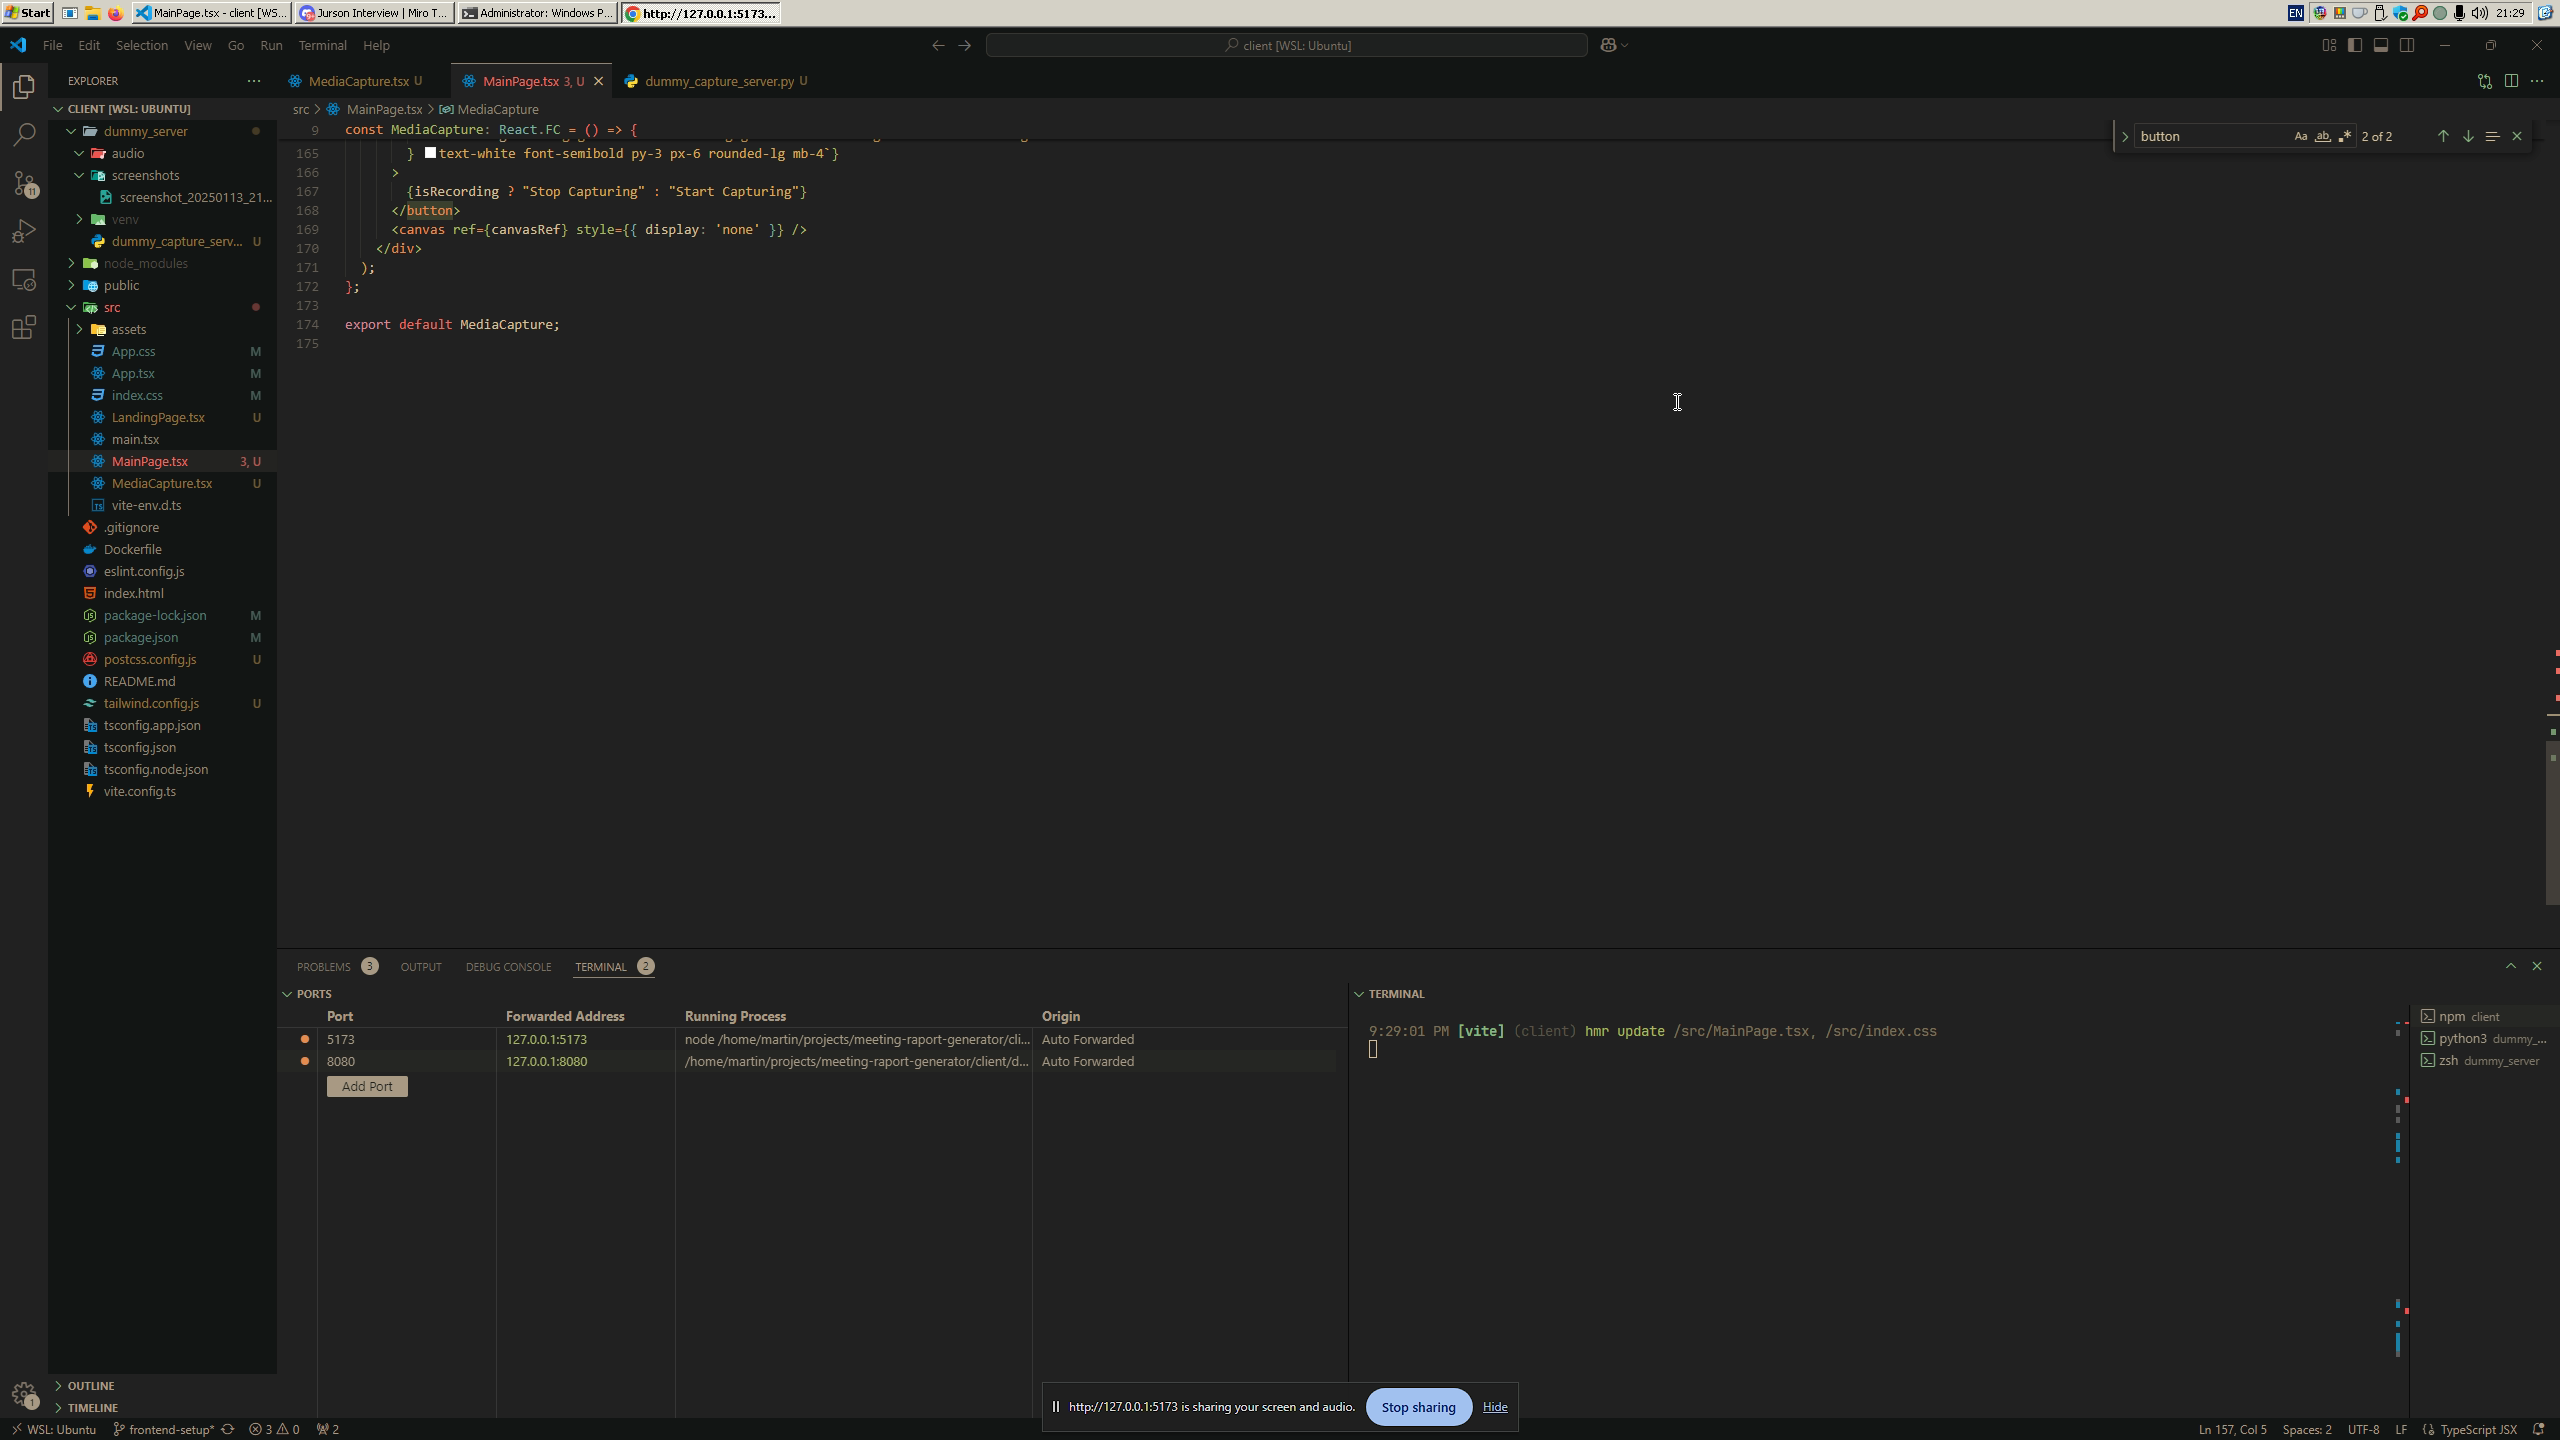 Start
MainPage.tsx - client [WS...
Jurson Interview | Miro T...
Administrator: Windows P...
http://127.0.0.1:5173...
EN
21:29
File Edit Selection View Go Run Terminal Help
client [WSL: Ubuntu]
EXPLORER
MediaCapture.tsx U
MainPage.tsx 3, U
dummy_capture_server.py U
CLIENT [WSL: UBUNTU]
dummy_server
audio
screenshots
screenshot_20250113_21...
venv
dummy_capture_serv... U
node_modules
public
src
assets
App.css M
App.tsx M
index.css M
LandingPage.tsx U
main.tsx
MainPage.tsx 3, U
MediaCapture.tsx U
vite-env.d.ts
.gitignore
Dockerfile
eslint.config.js
index.html
package-lock.json M
package.json M
postcss.config.js U
README.md
tailwind.config.js U
tsconfig.app.json
tsconfig.json
tsconfig.node.json
vite.config.ts
OUTLINE
TIMELINE
11
1
src > MainPage.tsx > MediaCapture
9 const MediaCapture: React.FC = () => {
165 } text-white font-semibold py-3 px-6 rounded-lg mb-4`}
166 >
167 {isRecording ? "Stop Capturing" : "Start Capturing"}
168 </button>
169 <canvas ref={canvasRef} style={{ display: 'none' }} />
170 </div>
171 );
172 };
173
174 export default MediaCapture;
175
button
Aa ab .*
2 of 2
PROBLEMS 3 OUTPUT DEBUG CONSOLE TERMINAL 2
PORTS
Port Forwarded Address Running Process Origin
5173 127.0.0.1:5173 node /home/martin/projects/meeting-raport-generator/cli... Auto Forwarded
8080 127.0.0.1:8080 /home/martin/projects/meeting-raport-generator/client/d... Auto Forwarded
Add Port
TERMINAL
9:29:01 PM [vite] (client) hmr update /src/MainPage.tsx, /src/index.css
npm client
python3 dummy_...
zsh dummy_server
http://127.0.0.1:5173 is sharing your screen and audio.
Stop sharing
Hide
WSL: Ubuntu
frontend-setup*
3 0
2
Ln 157, Col 5
Spaces: 2
UTF-8
LF
TypeScript JSX